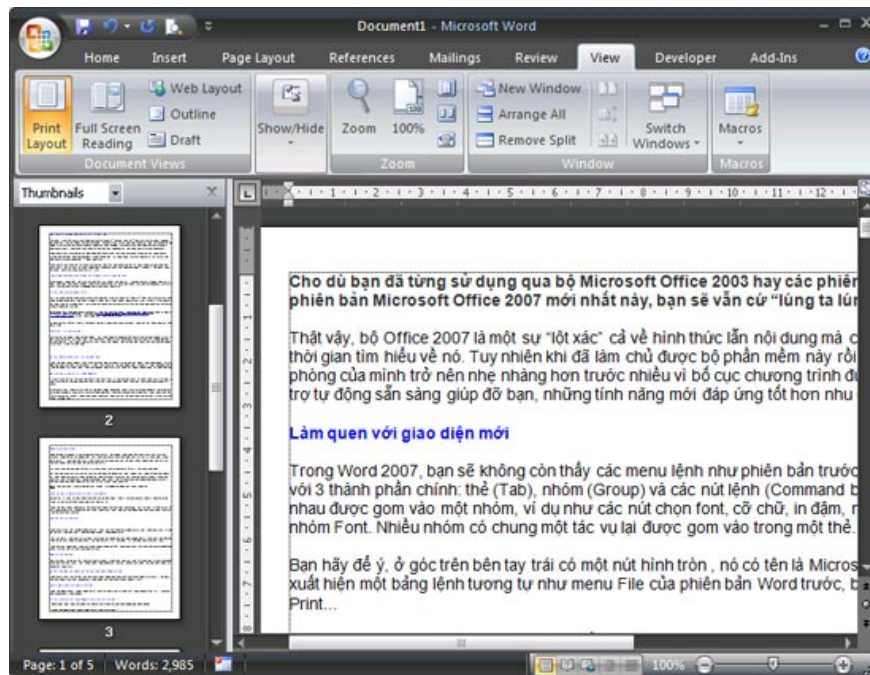 Document1 - Microsoft Word
Home Insert Page Layout References Mailings Review View Developer Add-Ins
Print Layout
Full Screen Reading
Web Layout
Outline
Draft
Document Views
Show/Hide
Zoom
100%
Zoom
New Window
Arrange All
Remove Split
Switch Windows
Window
Macros
Macros
Thumbnails
2
3
1 2 3 4 5 6 7 8 9 10 11 12
Cho dù bạn đã từng sử dụng qua bộ Microsoft Office 2003 hay các phiên
phiên bản Microsoft Office 2007 mới nhất này, bạn sẽ vẫn cứ “lúng ta
Thật vậy, bộ Office 2007 là một sự “lột xác” cả về hình thức lẫn nội dung mà
thời gian tìm hiểu về nó. Tuy nhiên khi đã làm chủ được bộ phần mềm này rồi
phòng của mình trở nên nhẹ nhàng hơn trước nhiều vì bố cục chương trình
trợ tự động sẵn sàng giúp đỡ bạn, những tính năng mới đáp ứng tốt hơn nhu
Làm quen với giao diện mới
Trong Word 2007, bạn sẽ không còn thấy các menu lệnh như phiên bản trước
với 3 thành phần chính: thẻ (Tab), nhóm (Group) và các nút lệnh (Command
nhau được gom vào một nhóm, ví dụ như các nút chọn font, cỡ chữ, in đậm,
nhóm Font. Nhiều nhóm có chung một tác vụ lại được gom vào trong một thẻ.
Bạn hãy để ý, ở góc trên bên tay trái có một nút hình tròn , nó có tên là Micros
xuất hiện một bảng lệnh tương tự như menu File của phiên bản Word trước,
Print...
Page: 1 of 5 Words: 2,985 100%